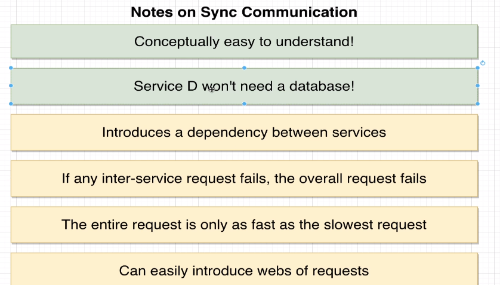 Notes on Sync Communication
Conceptually easy to understand!
Service D won't need a database!
Introduces a dependency between services
If any inter-service request fails, the overall request fails
The entire request is only as fast as the slowest request
Can easily introduce webs of requests